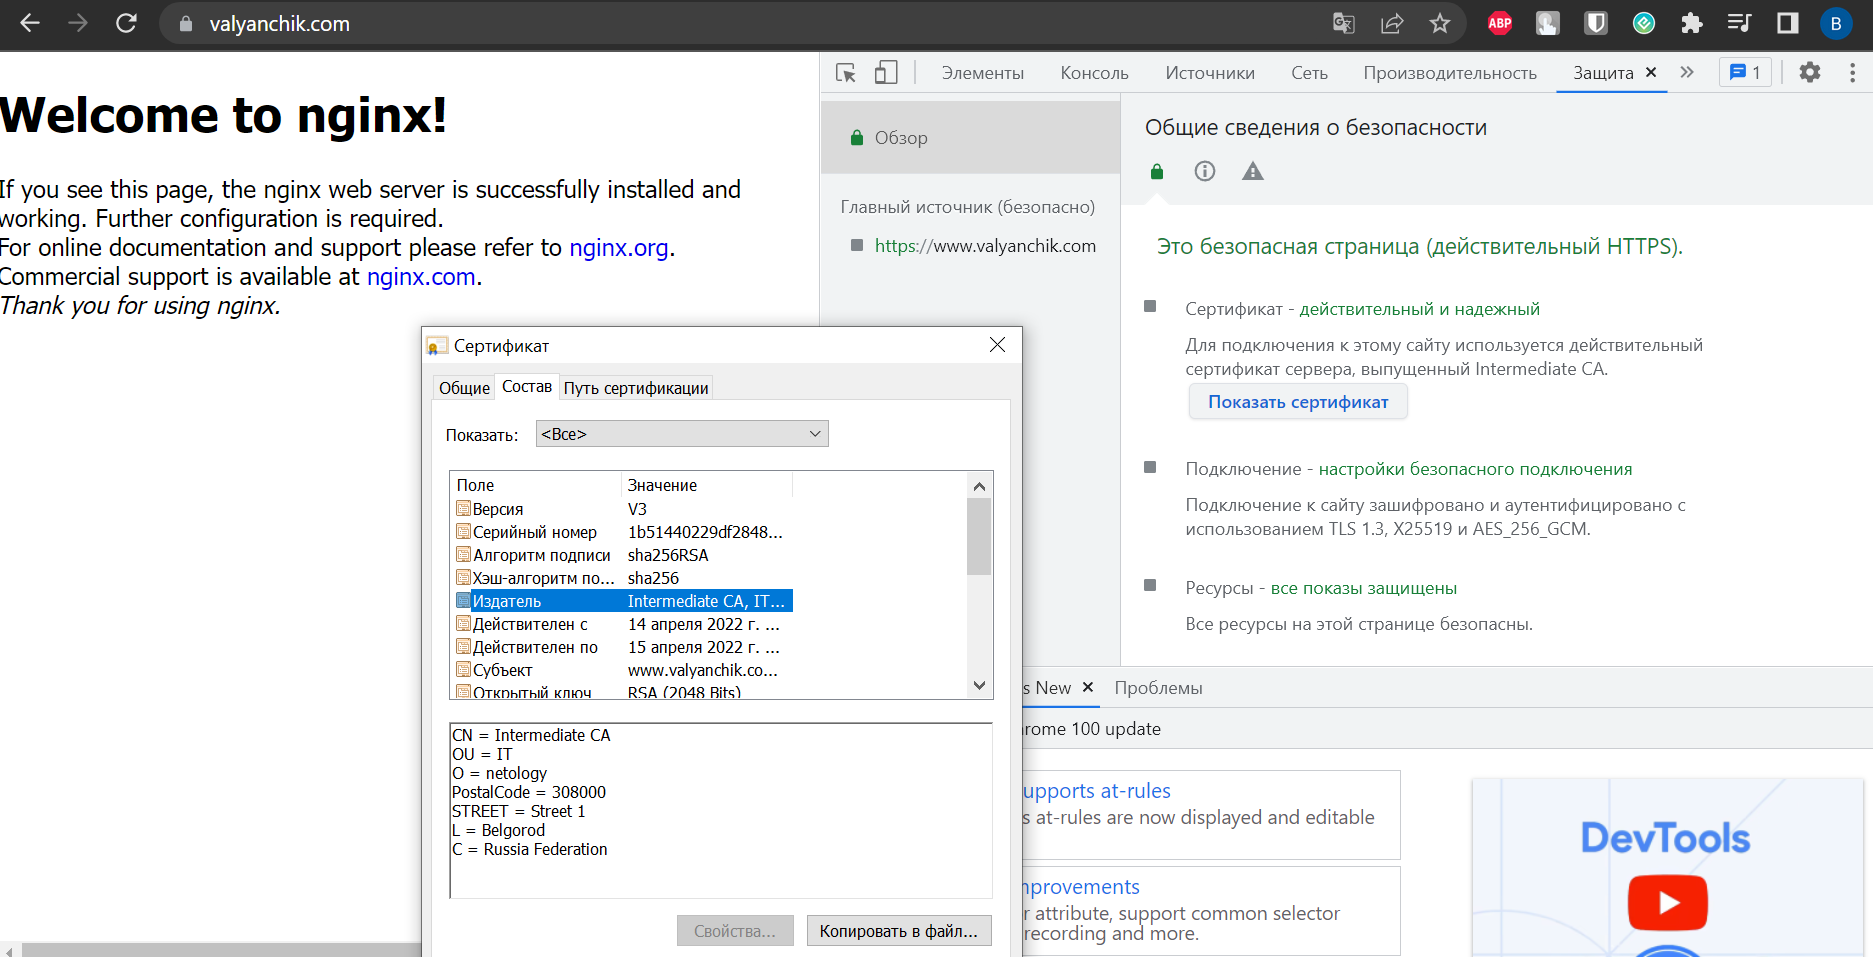 valyanchik.com
ABP
B
Welcome to nginx!
If you see this page, the nginx web server is successfully installed and
working. Further configuration is required.
For online documentation and support please refer to nginx.org.
Commercial support is available at nginx.com.
Thank you for using nginx.
Элементы Консоль Источники Сеть Производительность Защита 1
Обзор
Главный источник (безопасно)
https://www.valyanchik.com
Общие сведения о безопасности
Это безопасная страница (действительный HTTPS).
Сертификат - действительный и надежный
Для подключения к этому сайту используется действительный
сертификат сервера, выпущенный Intermediate CA.
Показать сертификат
Подключение - настройки безопасного подключения
Подключение к сайту зашифровано и аутентифицировано с
использованием TLS 1.3, X25519 и AES_256_GCM.
Ресурсы - все показы защищены
Все ресурсы на этой странице безопасны.
Сертификат
Общие Состав Путь сертификации
Показать: <Все>
Поле Значение
Версия V3
Серийный номер 1b51440229df2848...
Алгоритм подписи sha256RSA
Хэш-алгоритм по... sha256
Издатель Intermediate CA, IT...
Действителен с 14 апреля 2022 г. ...
Действителен по 15 апреля 2022 г. ...
Субъект www.valyanchik.co...
Открытый ключ RSA (2048 Bits)
CN = Intermediate CA
OU = IT
O = netology
PostalCode = 308000
STREET = Street 1
L = Belgorod
C = Russia Federation
Свойства... Копировать в файл...
s New Проблемы
rome 100 update
upports at-rules
s at-rules are now displayed and editable
nprovements
r attribute, support common selector
recording and more.
DevTools